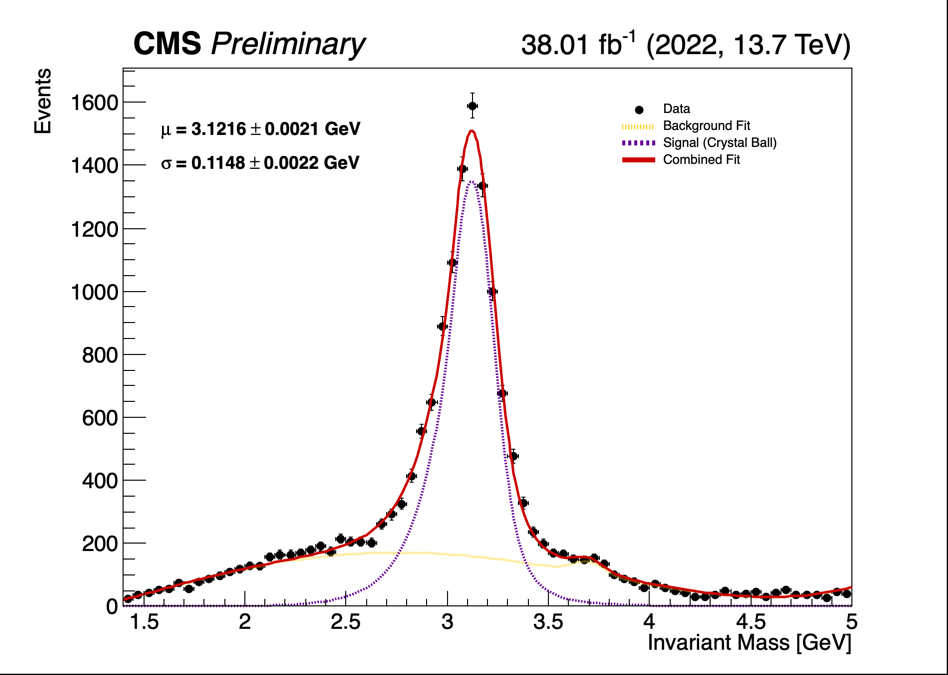 CMS Preliminary
38.01 fb⁻¹ (2022, 13.7 TeV)
Events
1600
1400
1200
1000
800
600
400
200
0
μ = 3.1216 ± 0.0021 GeV
σ = 0.1148 ± 0.0022 GeV
Data
Background Fit
Signal (Crystal Ball)
Combined Fit
1.5 2 2.5 3 3.5 4 4.5 5
Invariant Mass [GeV]